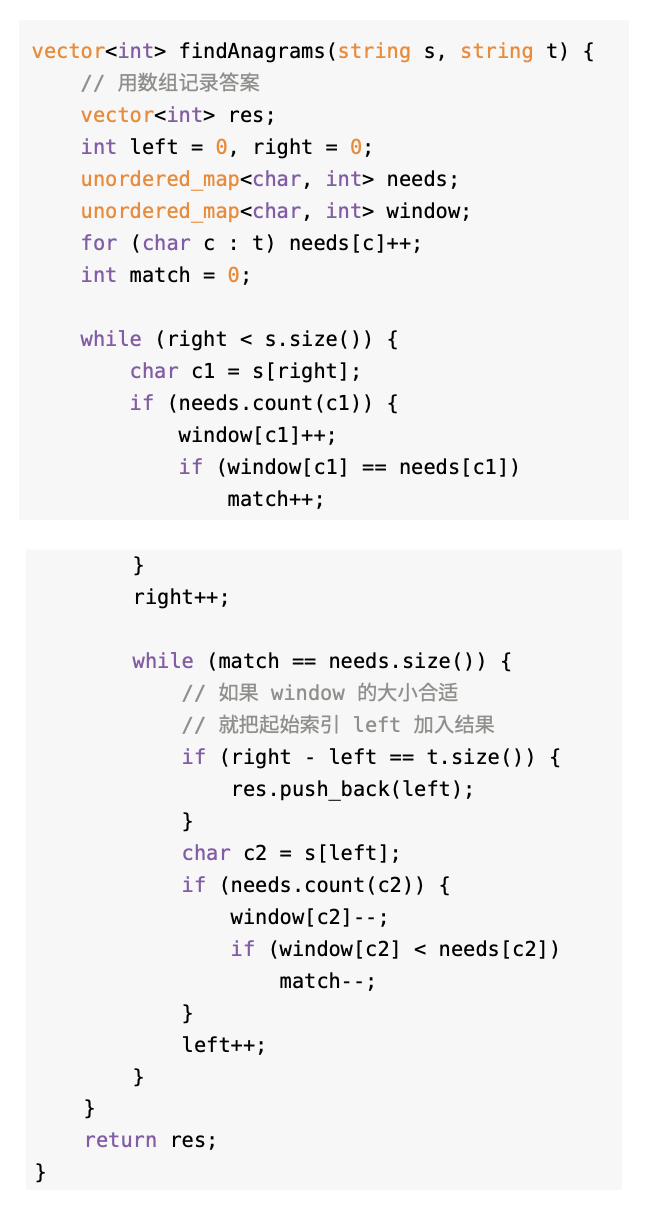 vector<int> findAnagrams(string s, string t) {
    // 用数组记录答案
    vector<int> res;
    int left = 0, right = 0;
    unordered_map<char, int> needs;
    unordered_map<char, int> window;
    for (char c : t) needs[c]++;
    int match = 0;

    while (right < s.size()) {
        char c1 = s[right];
        if (needs.count(c1)) {
            window[c1]++;
            if (window[c1] == needs[c1])
                match++;
        }
        right++;

        while (match == needs.size()) {
            // 如果 window 的大小合适
            // 就把起始索引 left 加入结果
            if (right - left == t.size()) {
                res.push_back(left);
            }
            char c2 = s[left];
            if (needs.count(c2)) {
                window[c2]--;
                if (window[c2] < needs[c2])
                    match--;
            }
            left++;
        }
    }
    return res;
}